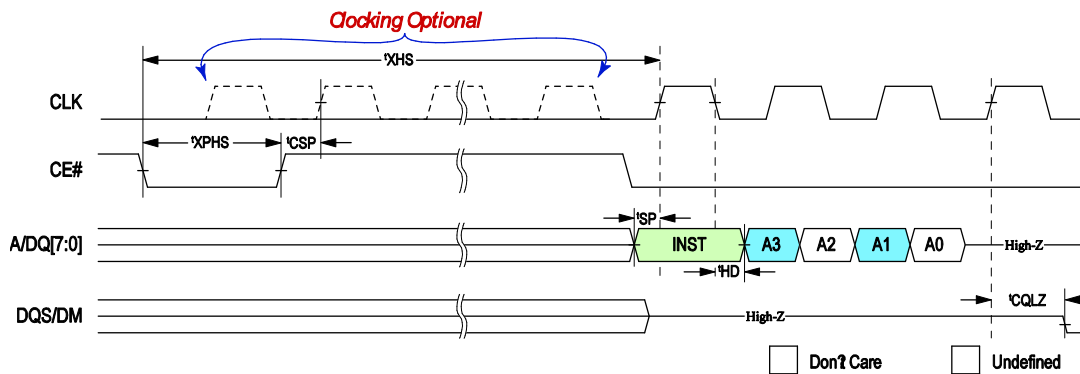 Clocking Optional
tXHS
CLK
tXPHS
tCSP
CE#
tSP
A/DQ[7:0]
INST
A3
A2
A1
A0
High-Z
tHD
tCQLZ
DQS/DM
High-Z
Don?t Care
Undefined